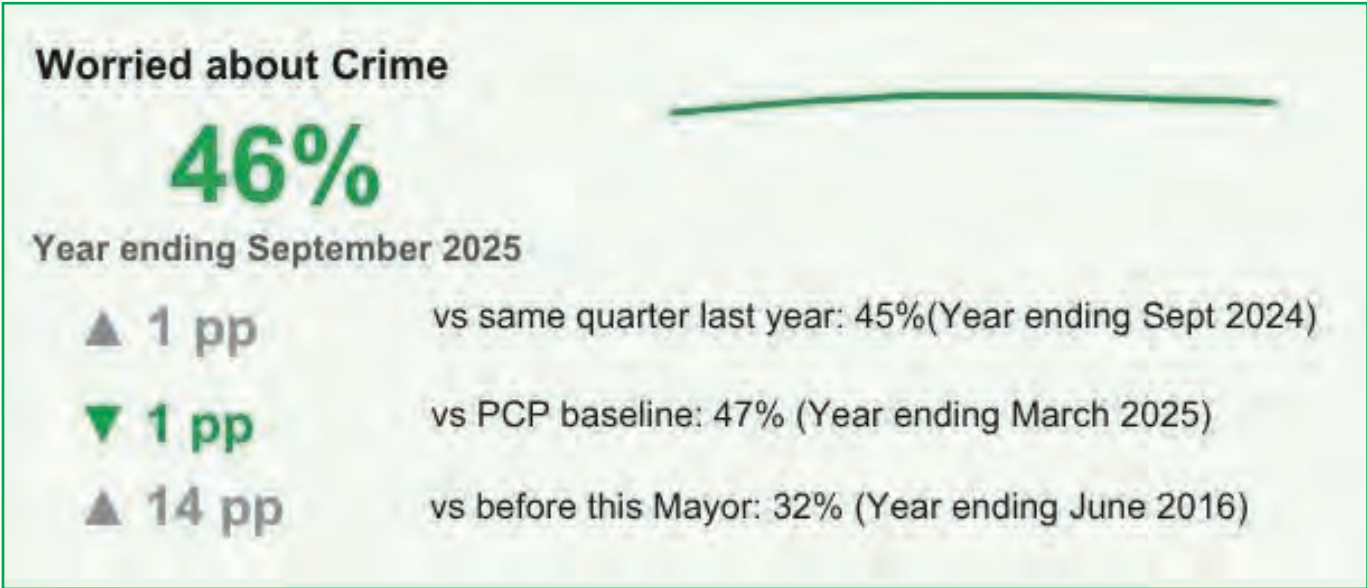 Worried about Crime
46%
Year ending September 2025
▲ 1 pp vs same quarter last year: 45%(Year ending Sept 2024)
▼ 1 pp vs PCP baseline: 47% (Year ending March 2025)
▲ 14 pp vs before this Mayor: 32% (Year ending June 2016)